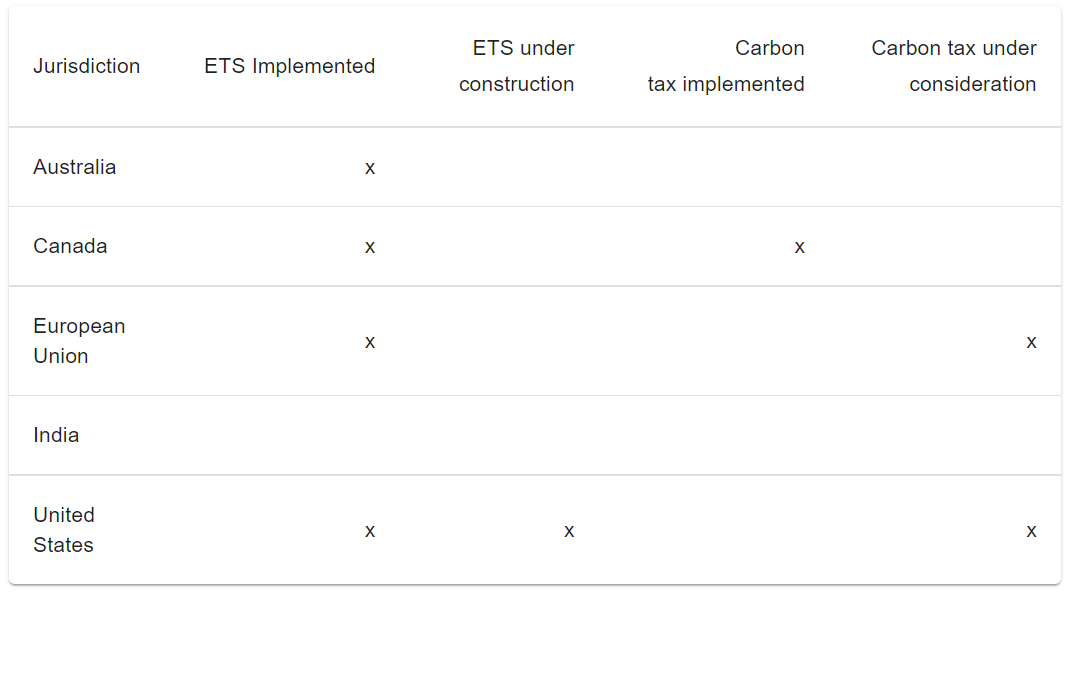 Jurisdiction ETS Implemented ETS under construction Carbon tax implemented Carbon tax under consideration
Australia x
Canada x x
European Union x x
India
United States x x x